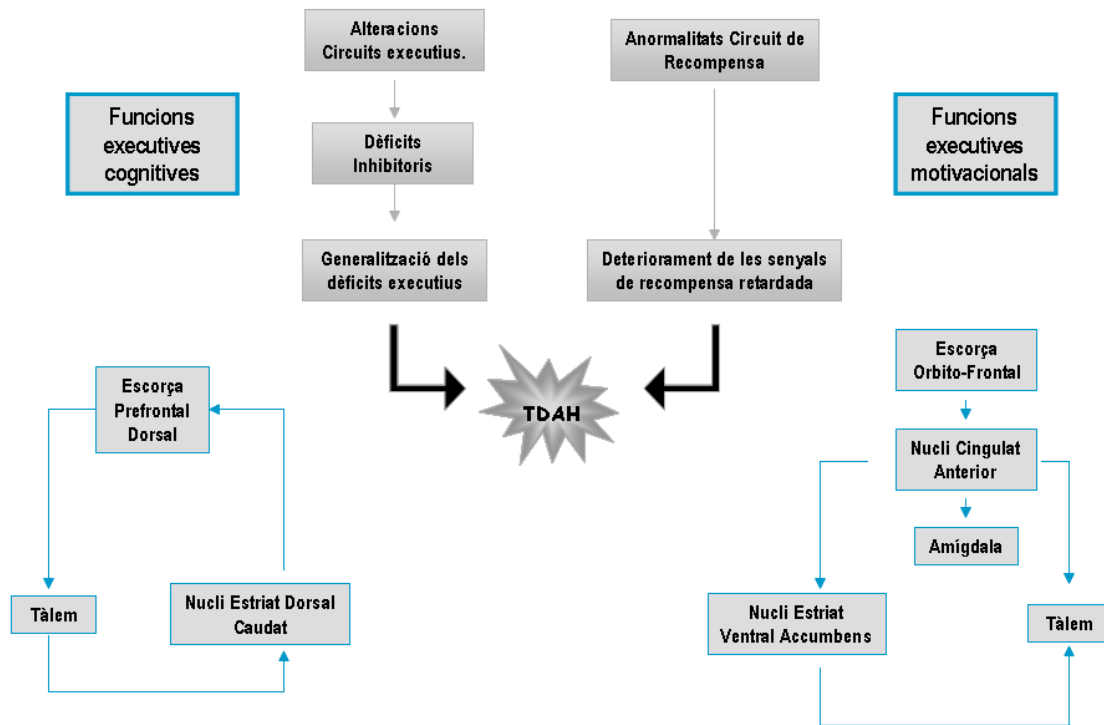 Alteracions
Circuits executius.
Anormalitats Circuit de
Recompensa
Funcions
executives
cognitives
Dèficits
Inhibitoris
Funcions
executives
motivacionals
Generalització dels
dèficits executius
Deteriorament de les senyals
de recompensa retardada
TDAH
Escorça
Prefrontal
Dorsal
Escorça
Orbito-Frontal
Nucli Cingulat
Anterior
Amígdala
Tàlem
Nucli Estriat Dorsal
Caudat
Nucli Estriat
Ventral Accumbens
Tàlem